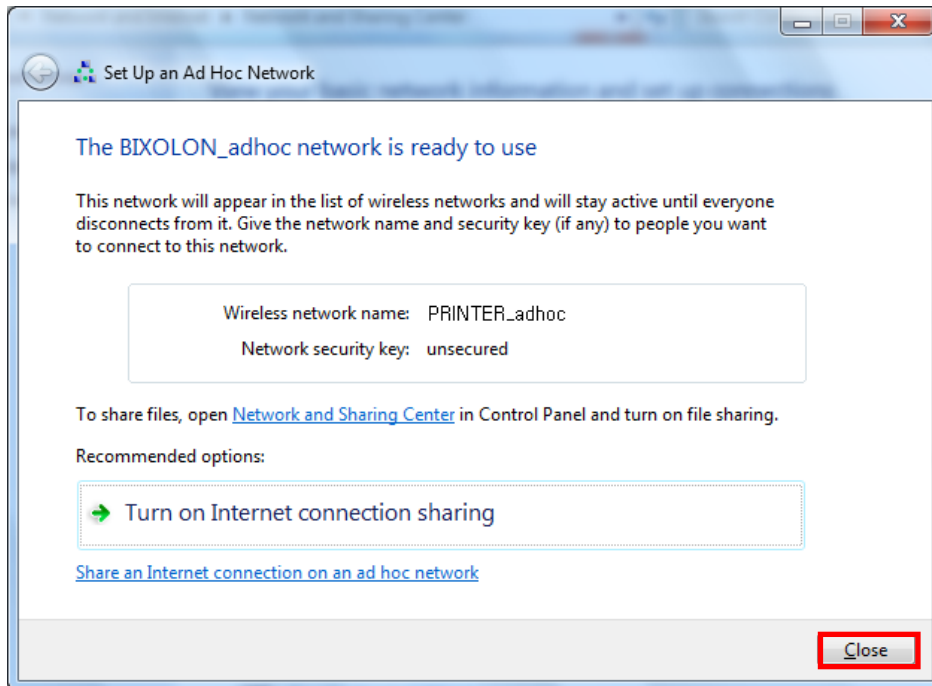 Set Up an Ad Hoc Network
The BIXOLON_adhoc network is ready to use
This network will appear in the list of wireless networks and will stay active until everyone
disconnects from it. Give the network name and security key (if any) to people you want
to connect to this network.
Wireless network name: PRINTER_adhoc
Network security key: unsecured
To share files, open Network and Sharing Center in Control Panel and turn on file sharing.
Recommended options:
Turn on Internet connection sharing
Share an Internet connection on an ad hoc network
Close